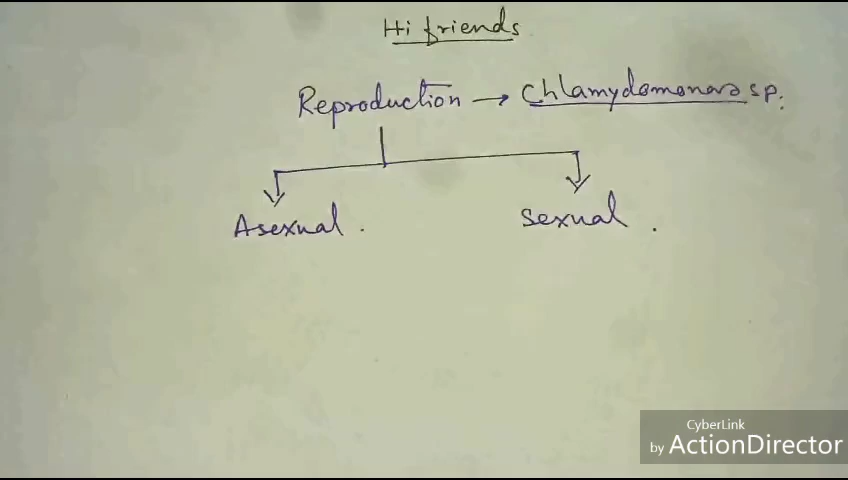 Hi friends
Reproduction → Chlamydomonas sp.
Asexual .
Sexual .
CyberLink
by ActionDirector